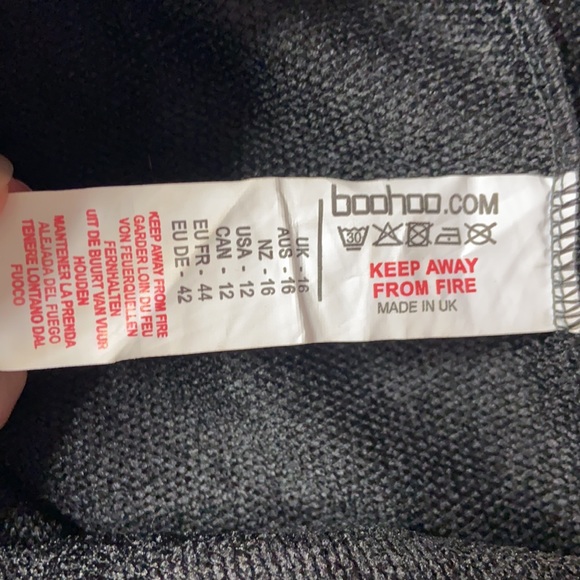 boohoo.COM
30
KEEP AWAY
FROM FIRE
MADE IN UK
UK - 16
AUS - 16
NZ - 16
USA - 12
CAN - 12
EU FR - 44
EU DE - 42
KEEP AWAY FROM FIRE
GARDER LOIN DU FEU
VON FEUERQUELLEN
FERNHALTEN
UIT DE BUURT VAN VUUR
HOUDEN
MANTENER LA PRENDA
ALEJADA DEL FUEGO
TENERE LONTANO DAL
FUOCO